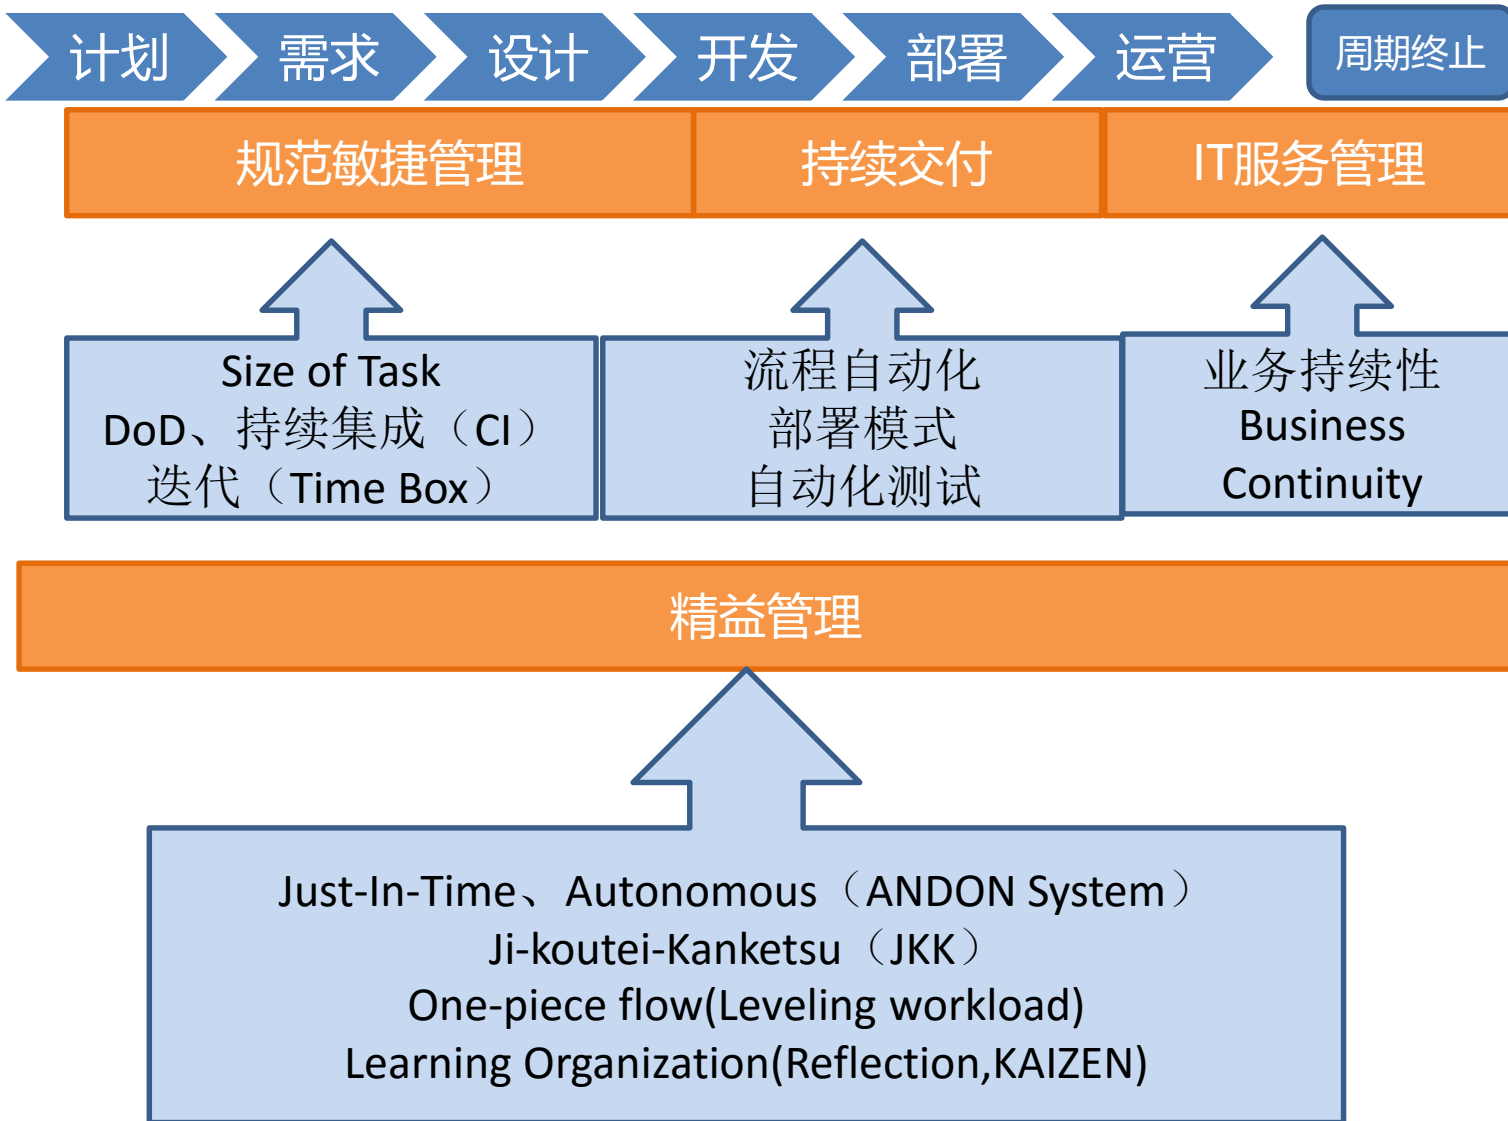 计划 需求 设计 开发 部署 运营 周期终止
规范敏捷管理 持续交付 IT服务管理
Size of Task
DoD、持续集成（CI）
迭代（Time Box）
流程自动化
部署模式
自动化测试
业务持续性
Business
Continuity
精益管理
Just-In-Time、Autonomous（ANDON System）
Ji-koutei-Kanketsu（JKK）
One-piece flow(Leveling workload)
Learning Organization(Reflection,KAIZEN)